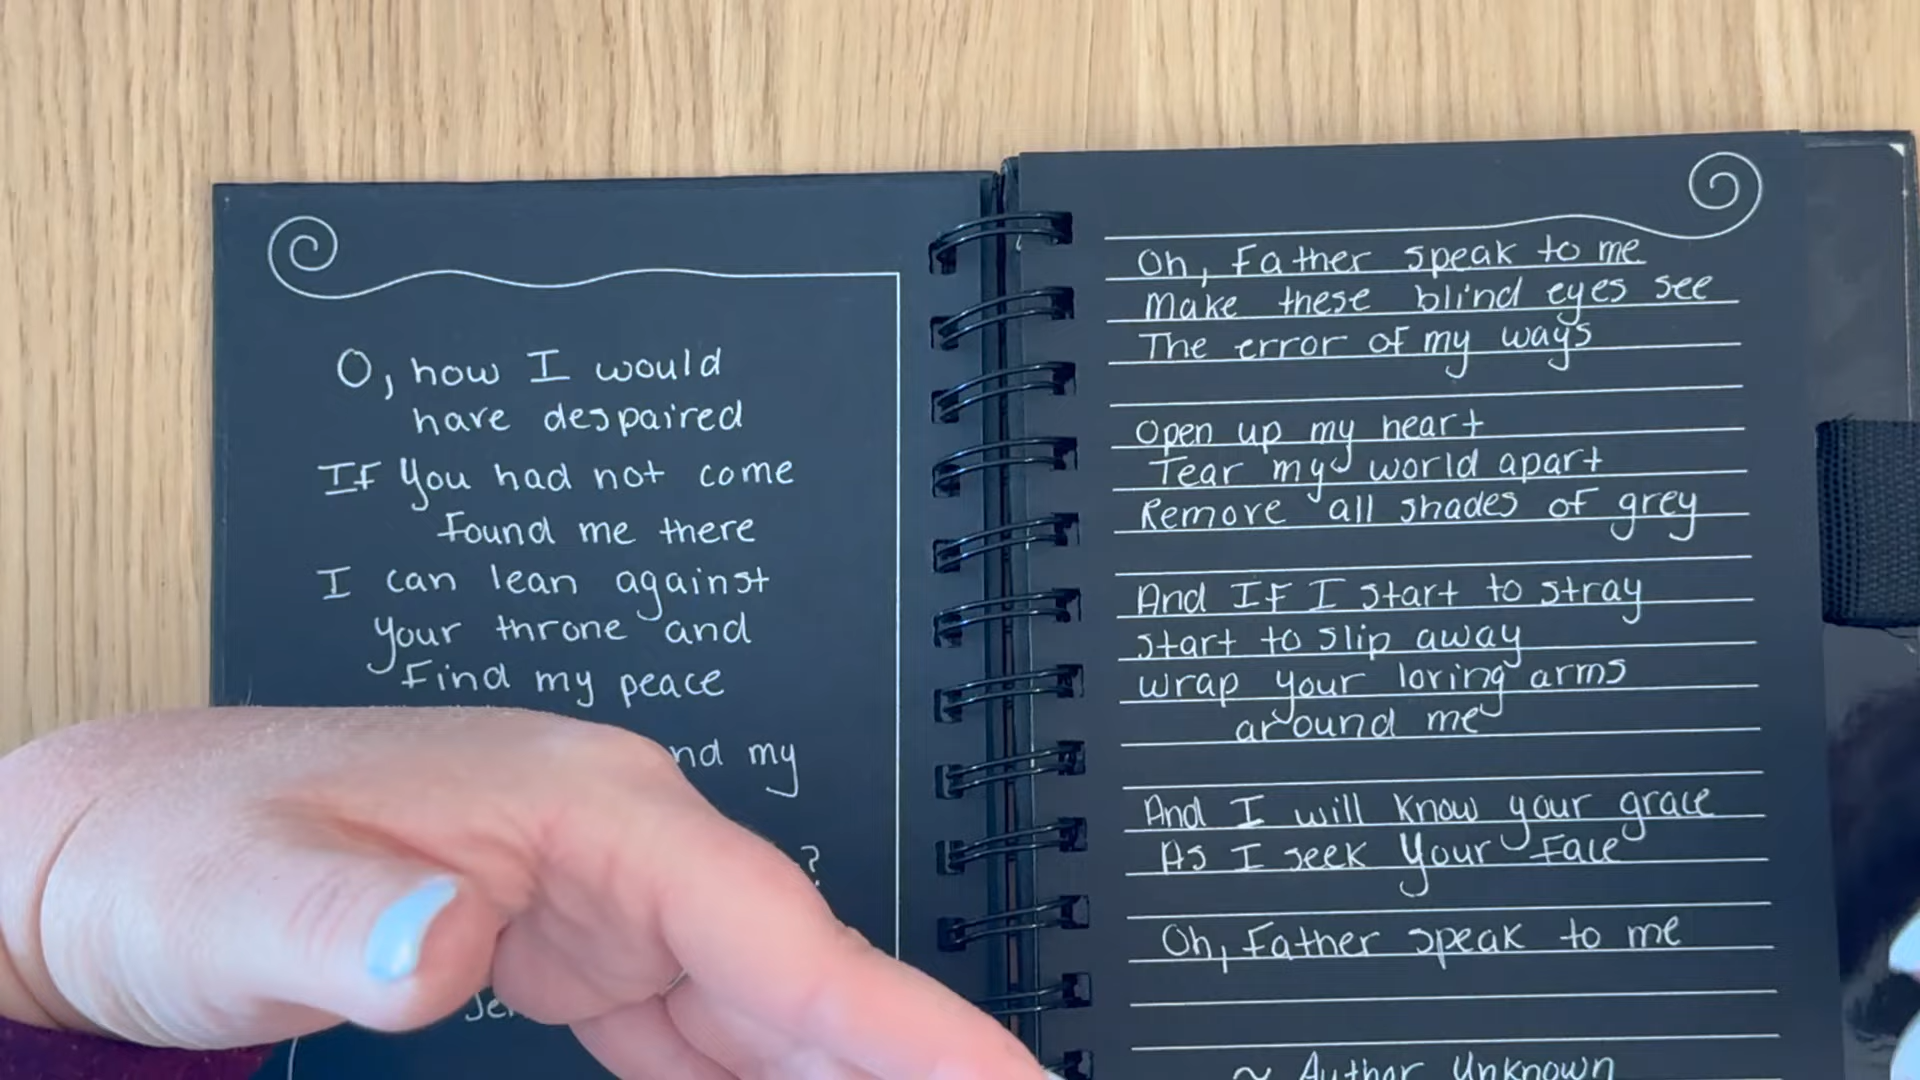 O, how I would
have despaired
If You had not come
found me there
I can lean against
Your throne and
Find my peace
my
?
Oh, Father speak to me
Make these blind eyes see
The error of my ways
Open up my heart
Tear my world apart
Remove all shades of grey
And IF I start to stray
Start to slip away
Wrap your loving arms
around me
And I will know your grace
As I seek Your Face
Oh, Father speak to me
~ Author Unknown